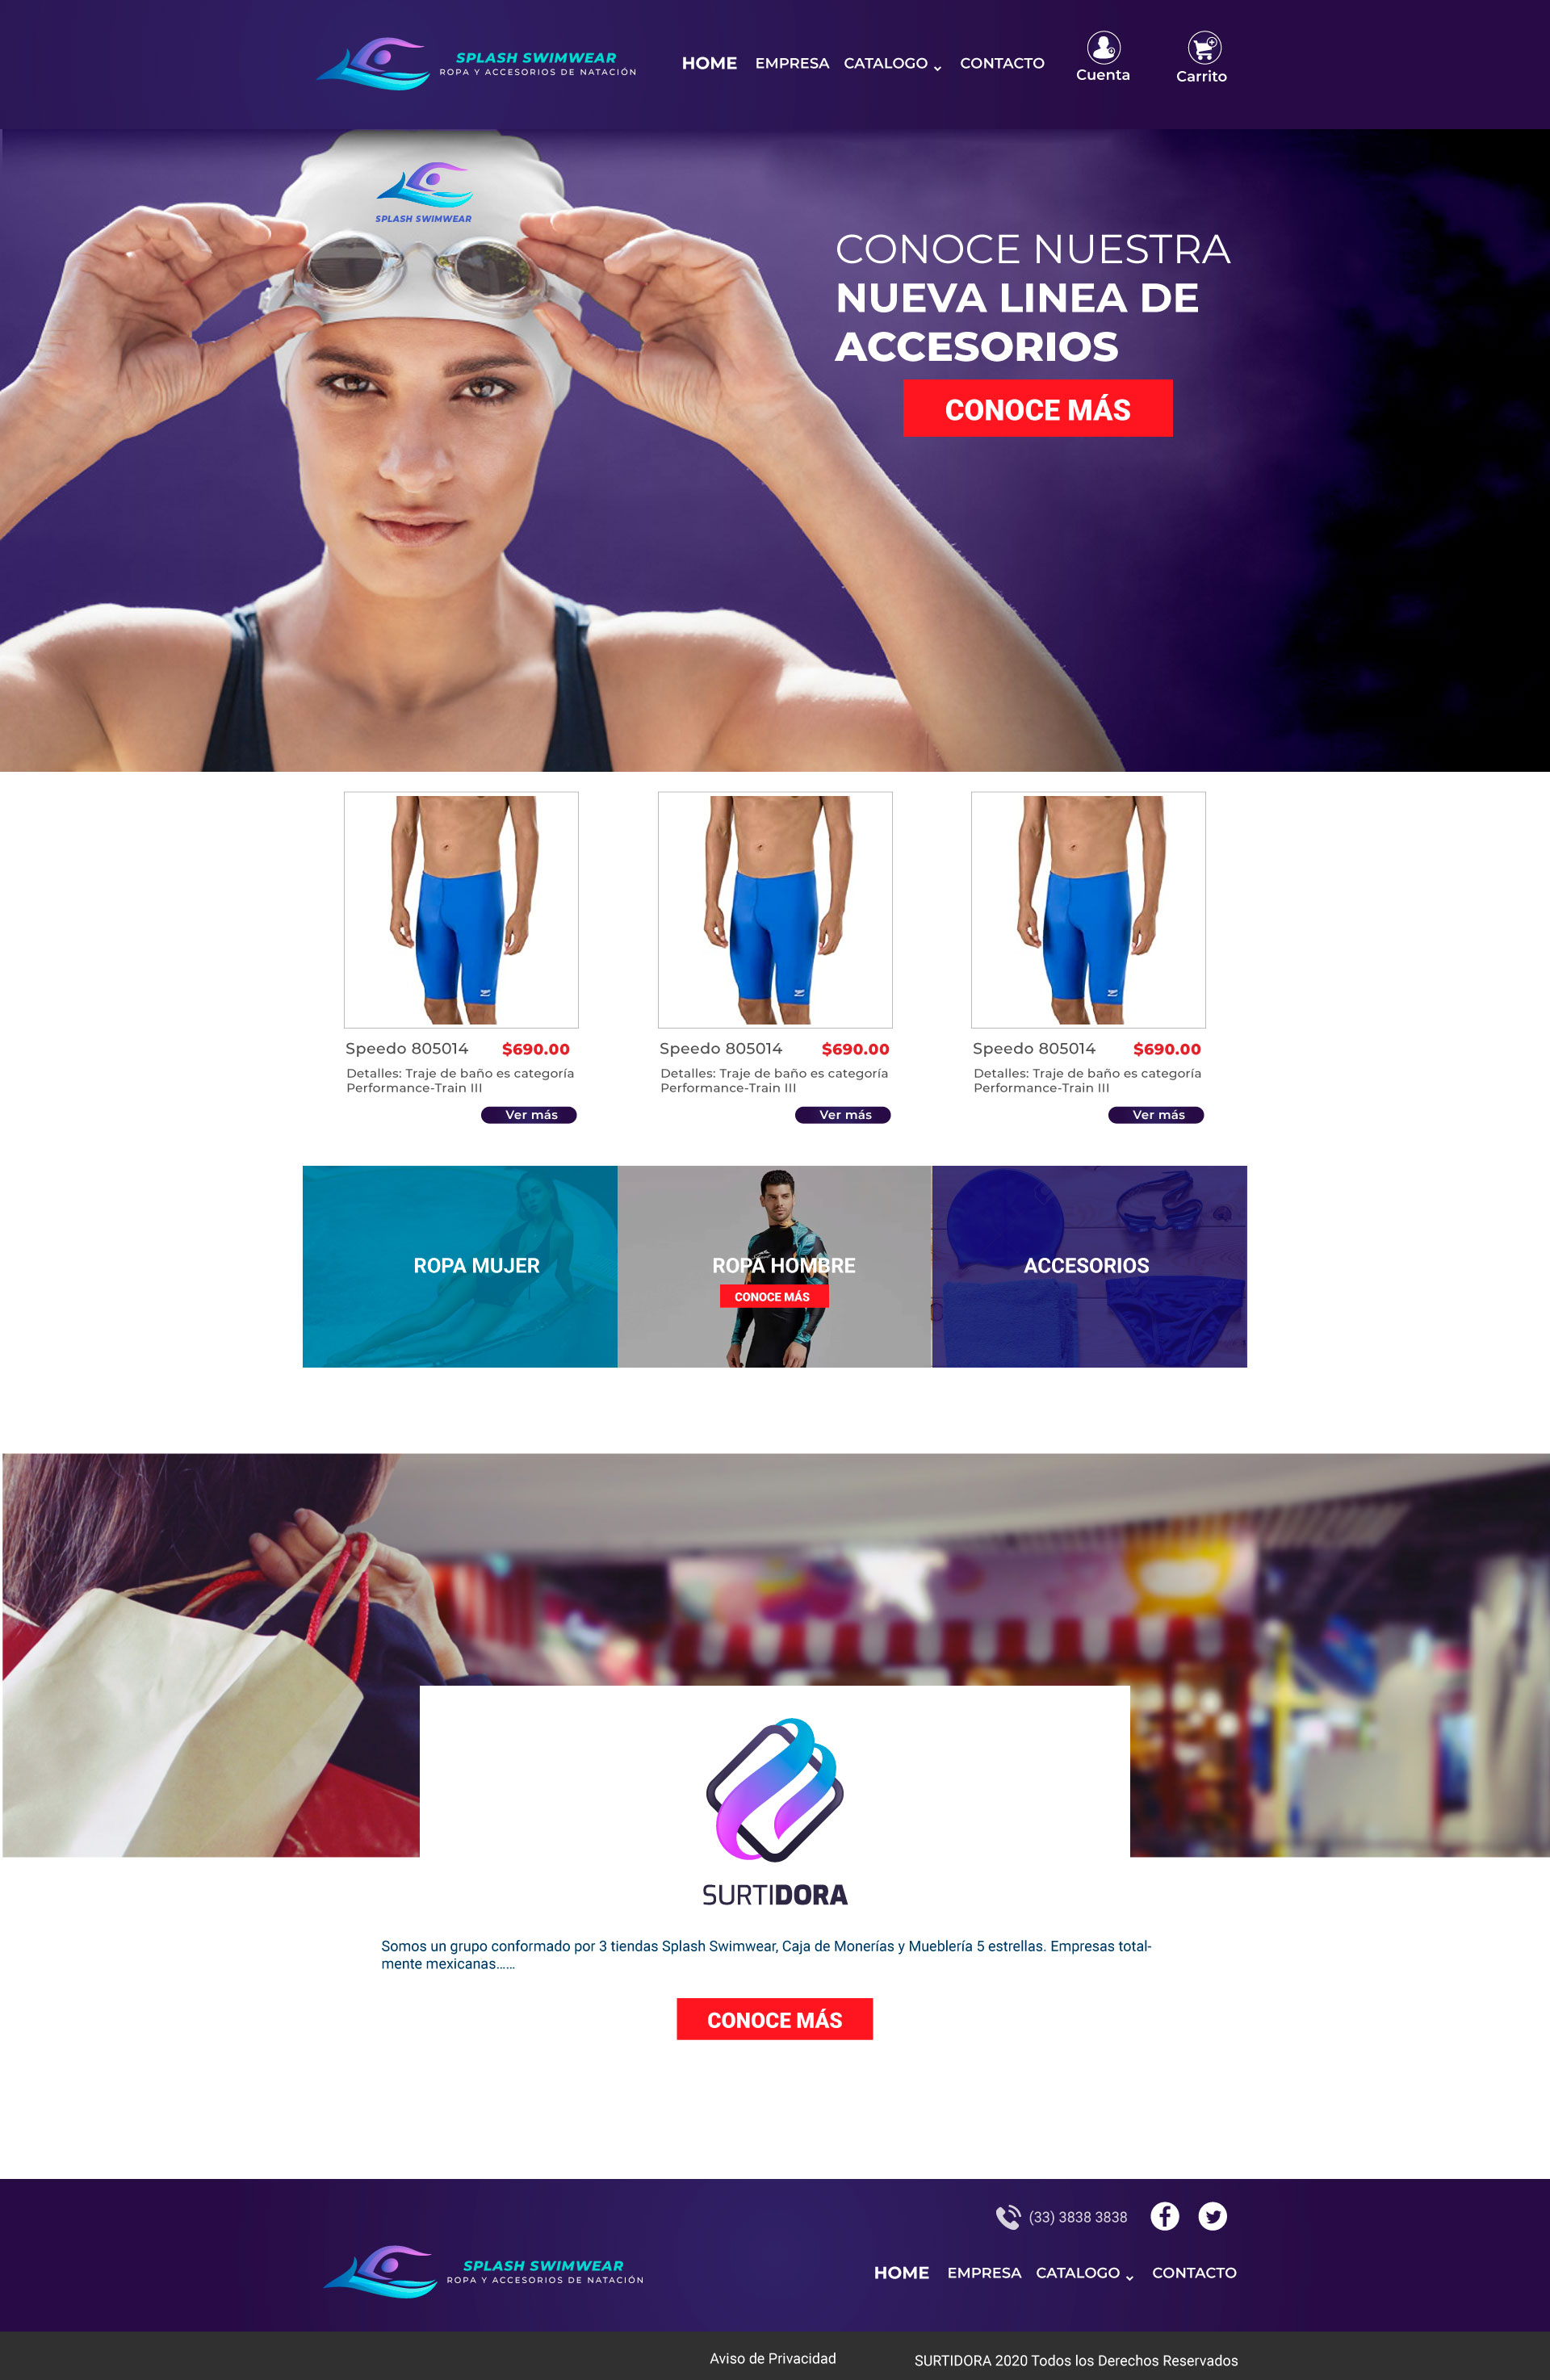 SPLASH SWIMWEAR
ROPA Y ACCESORIOS DE NATACIÓN
HOME EMPRESA CATALOGO CONTACTO Cuenta Carrito
SPLASH SWIMWEAR
CONOCE NUESTRA
NUEVA LINEA DE
ACCESORIOS
CONOCE MÁS
Speedo 805014 $690.00
Detalles: Traje de baño es categoría
Performance-Train III
Ver más
Speedo 805014 $690.00
Detalles: Traje de baño es categoría
Performance-Train III
Ver más
Speedo 805014 $690.00
Detalles: Traje de baño es categoría
Performance-Train III
Ver más
ROPA MUJER
ROPA HOMBRE
CONOCE MÁS
ACCESORIOS
SURTIDORA
Somos un grupo conformado por 3 tiendas Splash Swimwear, Caja de Monerías y Mueblería 5 estrellas. Empresas total-
mente mexicanas......
CONOCE MÁS
(33) 3838 3838
SPLASH SWIMWEAR
ROPA Y ACCESORIOS DE NATACIÓN
HOME EMPRESA CATALOGO CONTACTO
Aviso de Privacidad
SURTIDORA 2020 Todos los Derechos Reservados